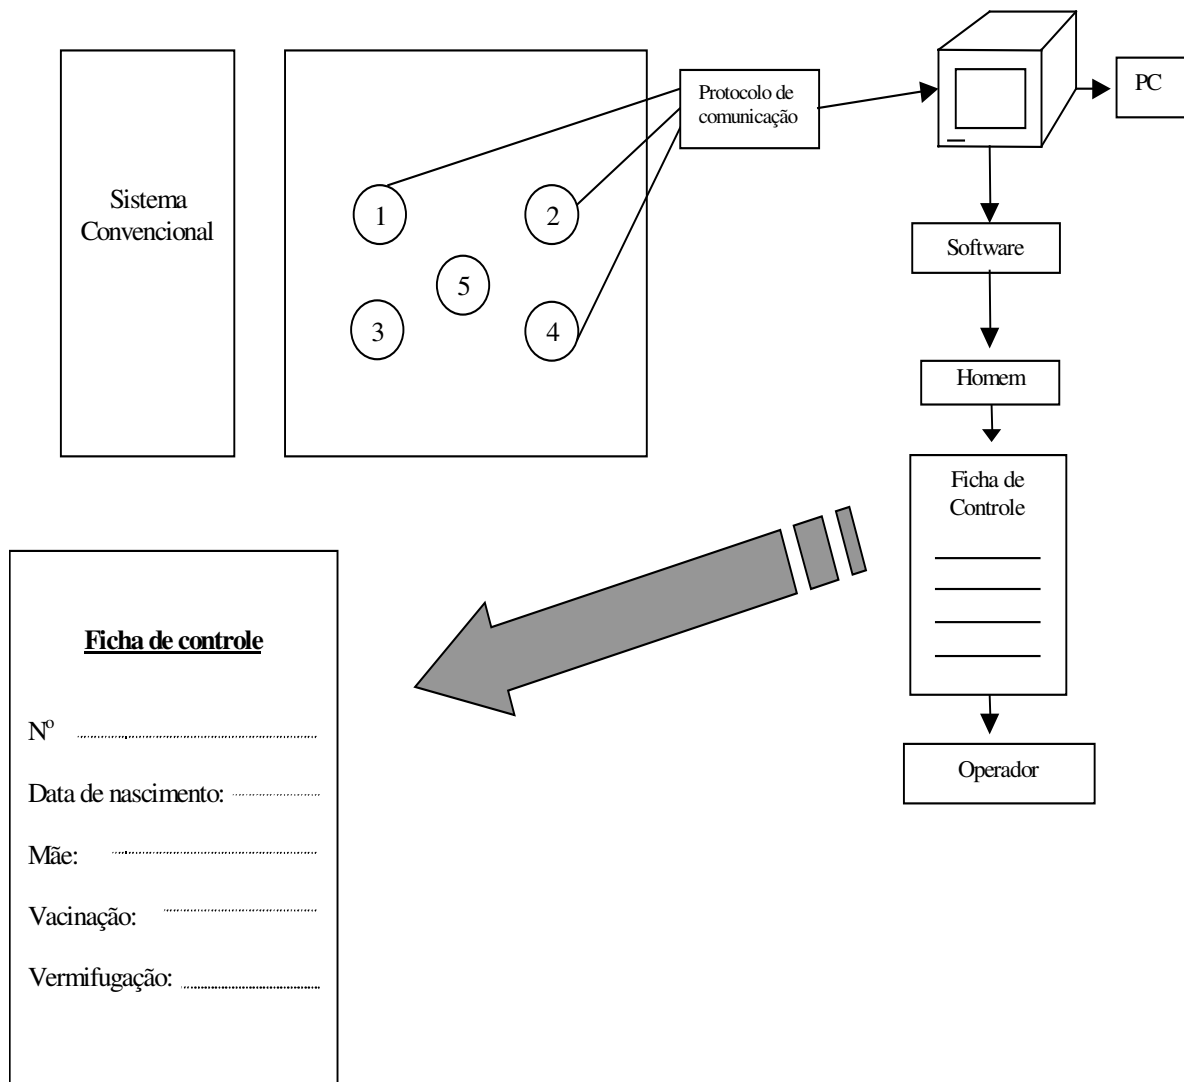 Sistema
Convencional
1
2
5
3
4
Protocolo de
comunicação
PC
Software
Homem
Ficha de
Controle
Operador
Ficha de controle
Nº
Data de nascimento:
Mãe:
Vacinação:
Vermifugação: